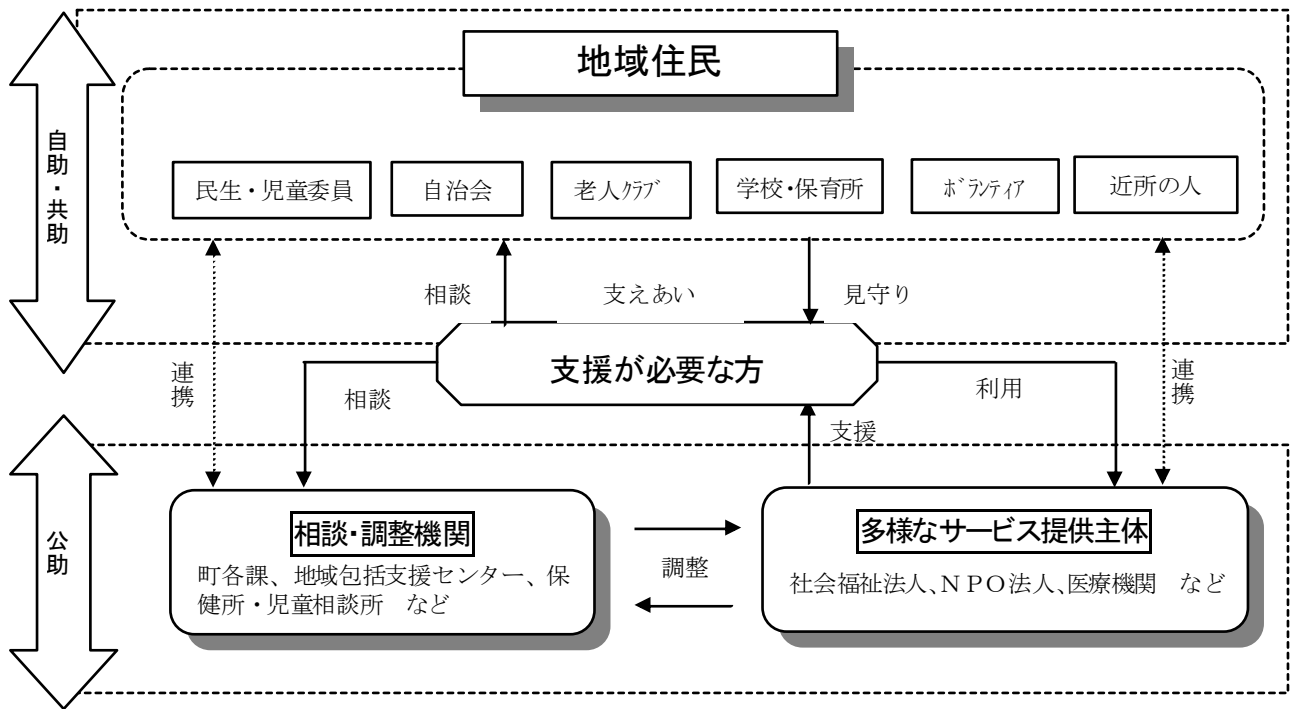 地域住民
自助・共助
民生・児童委員
自治会
老人ｸﾗﾌﾞ
学校・保育所
ﾎﾞﾗﾝﾃｨｱ
近所の人
相談
支えあい
見守り
連携
支援が必要な方
連携
相談
利用
支援
公助
相談・調整機関
町各課、地域包括支援センター、保
健所・児童相談所　など
調整
多様なサービス提供主体
社会福祉法人、ＮＰＯ法人、医療機関　など